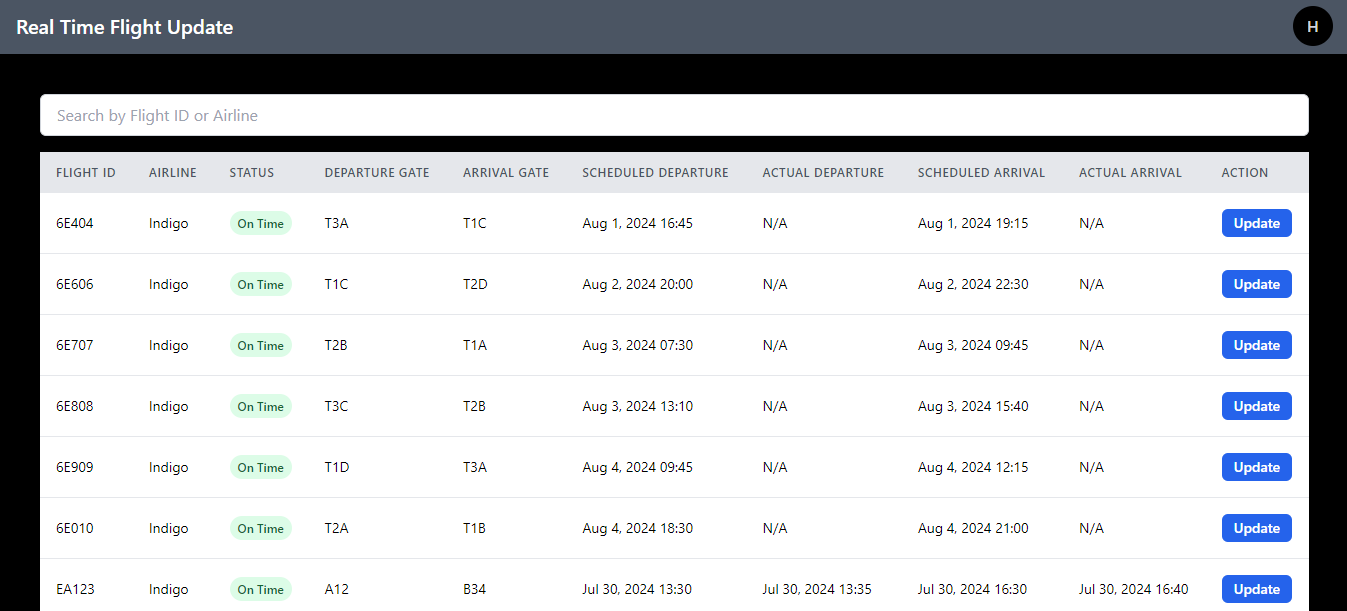 Real Time Flight Update H
Search by Flight ID or Airline
FLIGHT ID AIRLINE STATUS DEPARTURE GATE ARRIVAL GATE SCHEDULED DEPARTURE ACTUAL DEPARTURE SCHEDULED ARRIVAL ACTUAL ARRIVAL ACTION
6E404 Indigo On Time T3A T1C Aug 1, 2024 16:45 N/A Aug 1, 2024 19:15 N/A Update
6E606 Indigo On Time T1C T2D Aug 2, 2024 20:00 N/A Aug 2, 2024 22:30 N/A Update
6E707 Indigo On Time T2B T1A Aug 3, 2024 07:30 N/A Aug 3, 2024 09:45 N/A Update
6E808 Indigo On Time T3C T2B Aug 3, 2024 13:10 N/A Aug 3, 2024 15:40 N/A Update
6E909 Indigo On Time T1D T3A Aug 4, 2024 09:45 N/A Aug 4, 2024 12:15 N/A Update
6E010 Indigo On Time T2A T1B Aug 4, 2024 18:30 N/A Aug 4, 2024 21:00 N/A Update
EA123 Indigo On Time A12 B34 Jul 30, 2024 13:30 Jul 30, 2024 13:35 Jul 30, 2024 16:30 Jul 30, 2024 16:40 Update